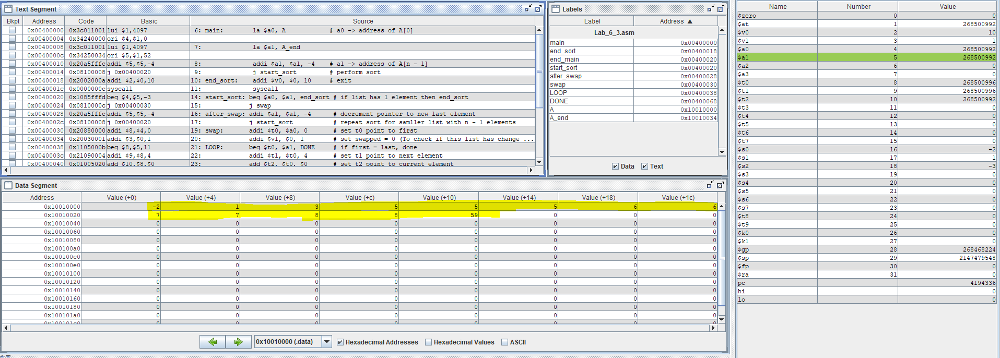 Text Segment
Bkpt Address Code Basic Source
0x00400000 0x3c011001 lui $1,4097 6: main: la $a0, A # a0 -> address of A[0]
0x00400004 0x34240000 ori $4,$1,0
0x00400008 0x3c011001 lui $1,4097 7: la $a1, A_end
0x0040000c 0x34250034 ori $5,$1,52
0x00400010 0x20a5fffc addi $5,$5,-4 8: addi $a1, $a1, -4 # a1 -> address of A[n - 1]
0x00400014 0x08100008 j 0x00400020 9: j start_sort # perform sort
0x00400018 0x2002000a addi $2,$0,10 10: end_sort: addi $v0, $0, 10 # exit
0x0040001c 0x0000000c syscall 11: syscall
0x00400020 0x1085fffd beq $4,$5,-3 14: start_sort: beq $a0, $a1, end_sort # if list has 1 element then end_sort
0x00400024 0x0810000c j 0x00400030 15: j swap
0x00400028 0x20a5fffc addi $5,$5,-4 16: after_swap: addi $a1, $a1, -4 # decrement pointer to new last element
0x0040002c 0x08100008 j 0x00400020 17: j start_sort # repeat sort for samller list with n - 1 elements
0x00400030 0x20880000 addi $8,$4,0 19: swap: addi $t0, $a0, 0 # set t0 point to first
0x00400034 0x20030001 addi $3,$0,1 20: addi $v1, $0, 1 # set swapped = 0 (To check if this list has change ...
0x00400038 0x1105000b beq $8,$5,11 21: LOOP: beq $t0, $a1, DONE # if first = last, done
0x0040003c 0x21090004 addi $9,$8,4 22: addi $t1, $t0, 4 # set t1 point to next element
0x00400040 0x01005020 add $10,$8,$0 23: add $t2, $t0, $0 # set t2 point to current element
Labels
Label Address ▲
Lab_6_3.asm
main 0x00400000
end_sort 0x00400018
end_main 0x00400020
start_sort 0x00400020
after_swap 0x00400028
swap 0x00400030
LOOP 0x00400038
DONE 0x00400068
A 0x10010000
A_end 0x10010034
Data Text
Data Segment
Address Value (+0) Value (+4) Value (+8) Value (+c) Value (+10) Value (+14) Value (+18) Value (+1c)
0x10010000 -2 1 3 5 5 5 6 6
0x10010020 7 7 8 8 59 0 0 0
0x10010040 0 0 0 0 0 0 0 0
0x10010060 0 0 0 0 0 0 0 0
0x10010080 0 0 0 0 0 0 0 0
0x100100a0 0 0 0 0 0 0 0 0
0x100100c0 0 0 0 0 0 0 0 0
0x100100e0 0 0 0 0 0 0 0 0
0x10010100 0 0 0 0 0 0 0 0
0x10010120 0 0 0 0 0 0 0 0
0x10010140 0 0 0 0 0 0 0 0
0x10010160 0 0 0 0 0 0 0 0
0x10010180 0 0 0 0 0 0 0 0
0x100101a0 0 0 0 0 0 0 0 0
0x100101c0 0 0 0 0 0 0 0 0
0x10010000 (.data) Hexadecimal Addresses Hexadecimal Values ASCII
Name Number Value
$zero 0 0
$at 1 268500992
$v0 2 10
$v1 3 1
$a0 4 268500992
$a1 5 268500992
$a2 6 0
$a3 7 0
$t0 8 268500996
$t1 9 268500996
$t2 10 268500992
$t3 11 0
$t4 12 0
$t5 13 0
$t6 14 0
$t7 15 0
$s0 16 -2
$s1 17 1
$s2 18 -3
$s3 19 0
$s4 20 0
$s5 21 0
$s6 22 0
$s7 23 0
$t8 24 0
$t9 25 0
$k0 26 0
$k1 27 0
$gp 28 268468224
$sp 29 2147479548
$fp 30 0
$ra 31 0
pc 4194336
hi 0
lo 0